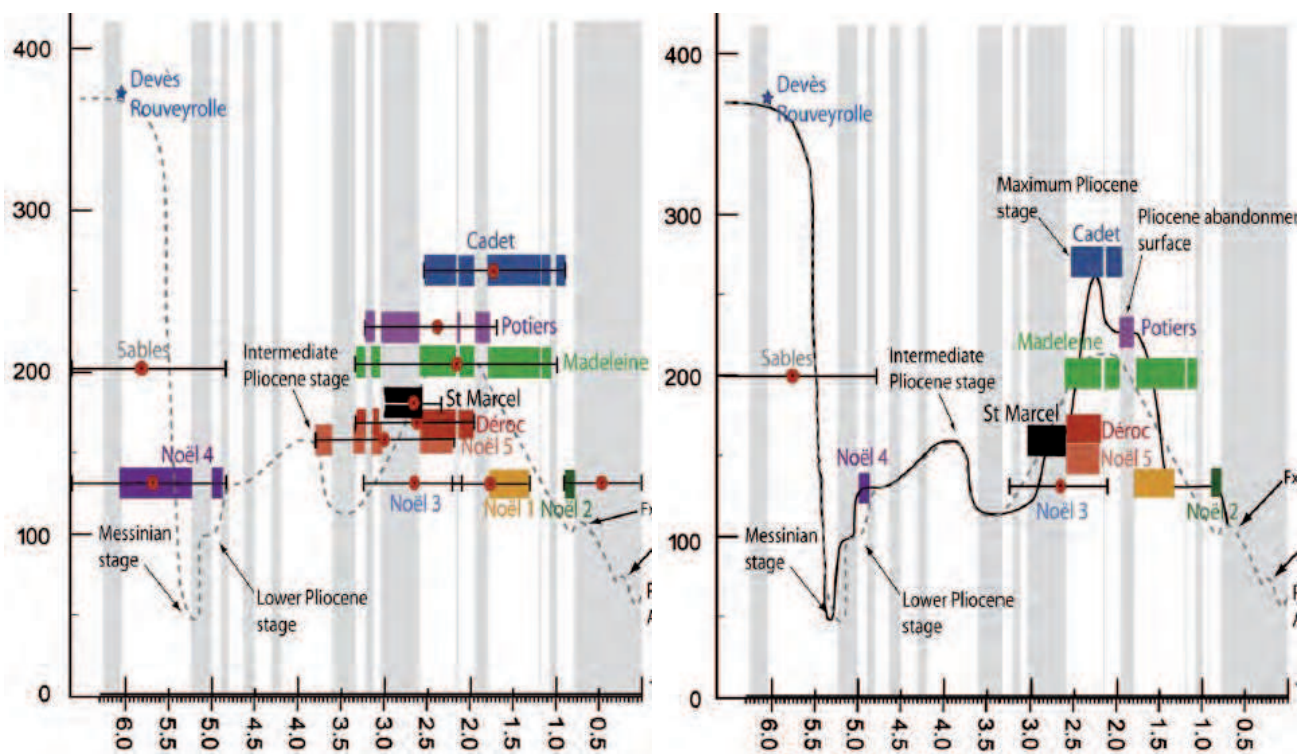 400
300
200
100
0
Devès
Rouveyrolle
Cadet
Potiers
Sables
Intermediate
Pliocene stage
Madeleine
St Marcel
Déroc
Noël 5
Noël 4
Noël 3
Noël 1
Noël 2
Messinian
stage
Lower Pliocene
stage
6.0
5.5
5.0
4.5
4.0
3.5
3.0
2.5
2.0
1.5
1.0
0.5
400
300
200
100
0
Devès
Rouveyrolle
Maximum Pliocene
stage
Pliocene abandonmer
surface
Cadet
Potiers
Sables
Intermediate
Pliocene stage
Madeleine
St Marcel
Déroc
Noël 5
Noël 4
Noël 3
Noël 2
Messinian
stage
Lower Pliocene
stage
6.0
5.5
5.0
4.5
4.0
3.5
3.0
2.5
2.0
1.5
1.0
0.5